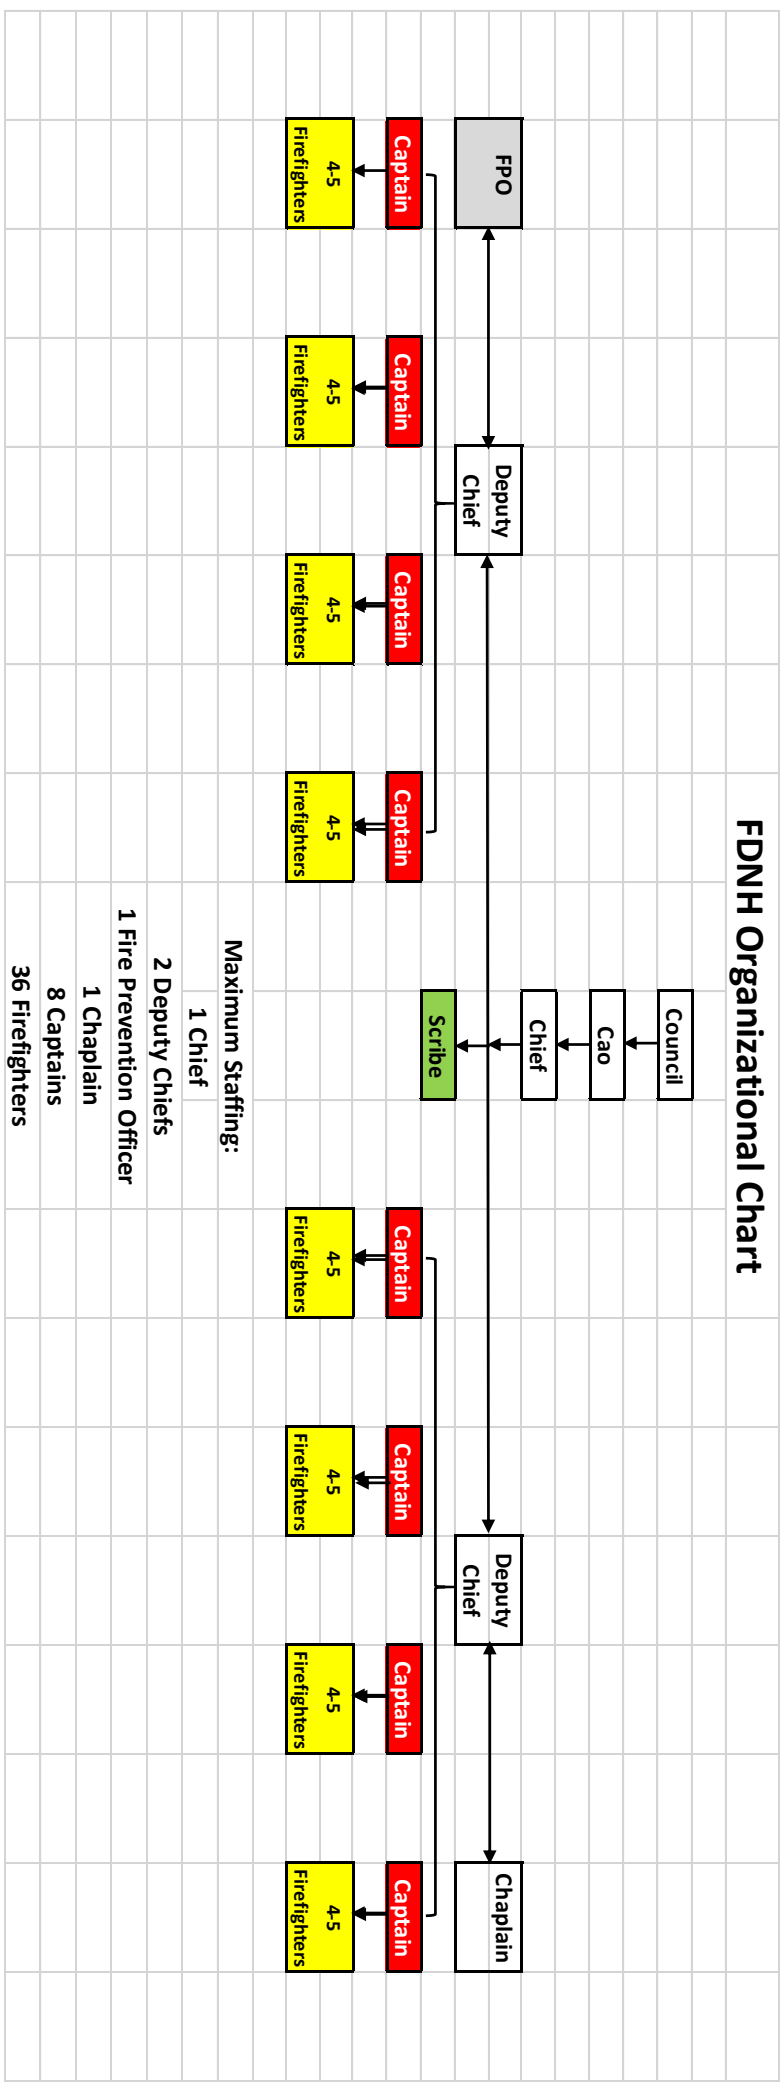 FDNH Organizational Chart
Council
Cao
Chief
FPO
Deputy
Chief
Deputy
Chief
Chaplain
Scribe
Captain
Captain
Captain
Captain
Captain
Captain
Captain
Captain
4-5
Firefighters
4-5
Firefighters
4-5
Firefighters
4-5
Firefighters
4-5
Firefighters
4-5
Firefighters
4-5
Firefighters
4-5
Firefighters
Maximum Staffing:
1 Chief
2 Deputy Chiefs
1 Fire Prevention Officer
1 Chaplain
8 Captains
36 Firefighters